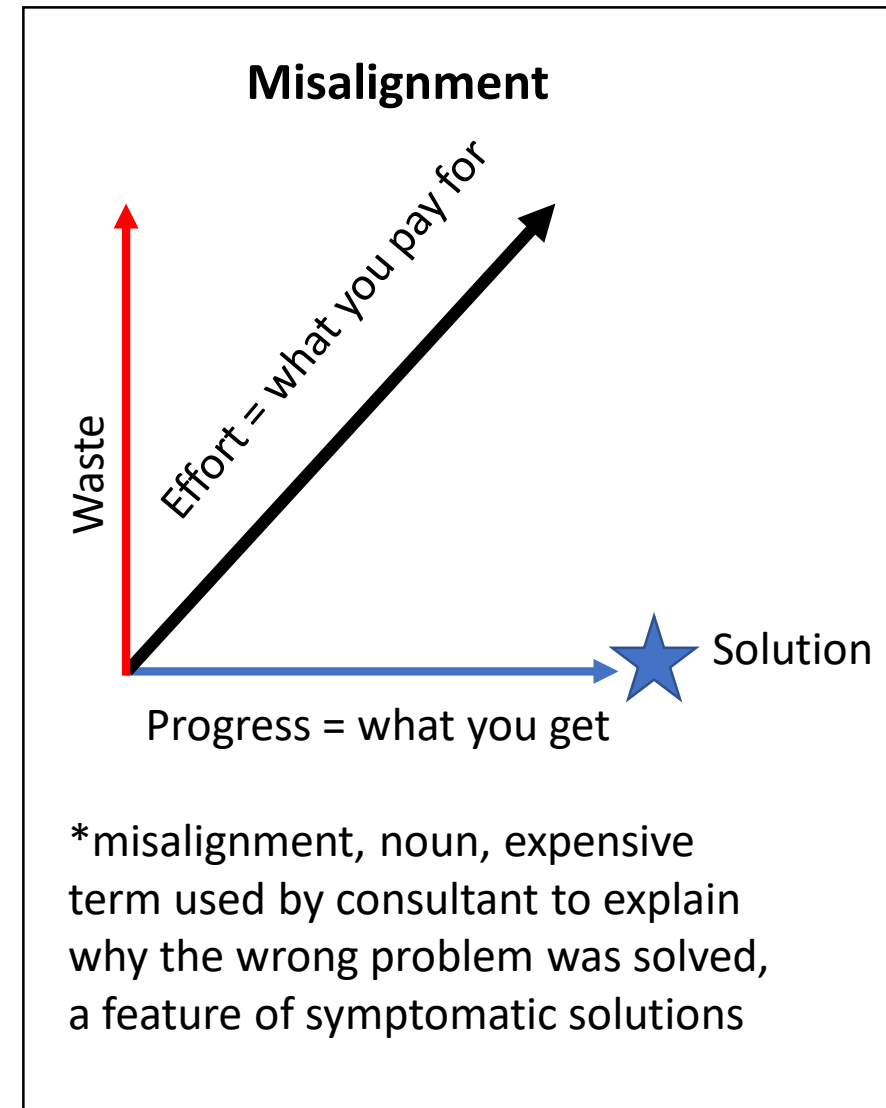 Misalignment
Effort = what you pay for
Waste
Solution
Progress = what you get
*misalignment, noun, expensive
term used by consultant to explain
why the wrong problem was solved,
a feature of symptomatic solutions